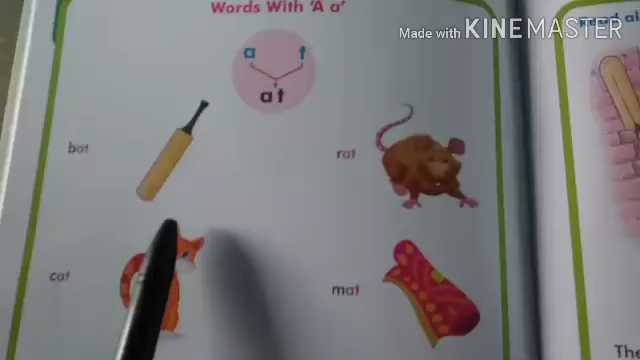 Words With 'A a'
Made with KINEMASTER
a t
at
bat
rat
cat
mat